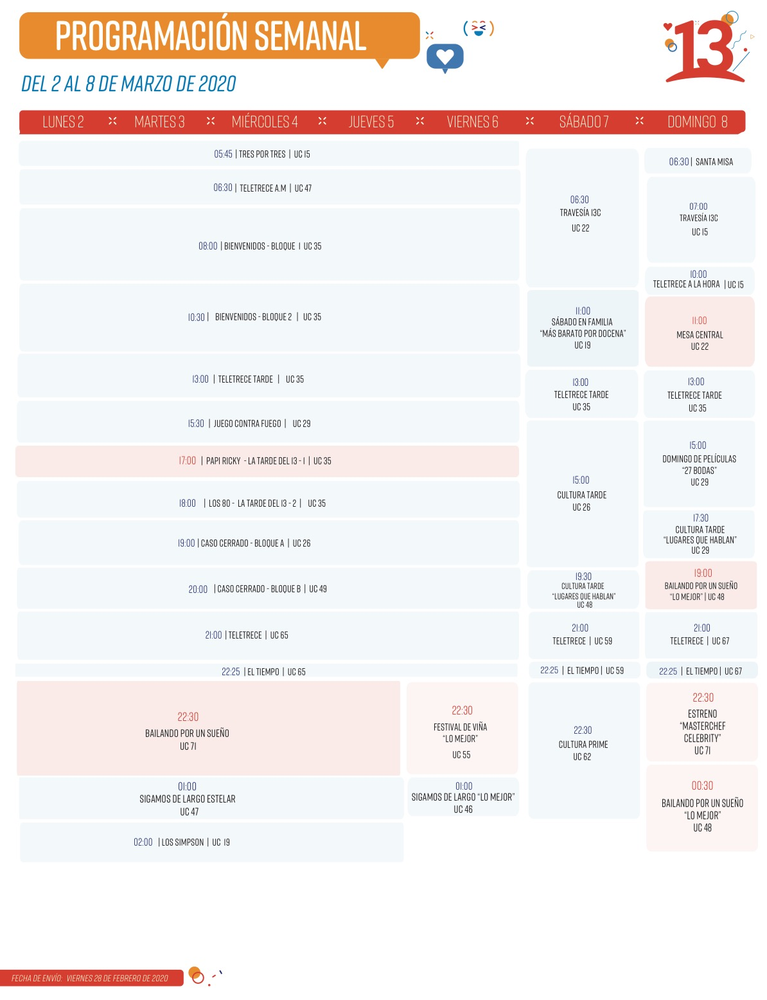 PROGRAMACIÓN SEMANAL
13
DEL 2 AL 8 DE MARZO DE 2020
LUNES 2 MARTES 3 MIÉRCOLES 4 JUEVES 5 VIERNES 6 SÁBADO 7 DOMINGO 8
05:45 | TRES POR TRES | UC 15
06:30 | TELETRECE A.M | UC 47
08:00 | BIENVENIDOS - BLOQUE 1 UC 35
10:30 | BIENVENIDOS - BLOQUE 2 | UC 35
13:00 | TELETRECE TARDE | UC 35
15:30 | JUEGO CONTRA FUEGO | UC 29
17:00 | PAPI RICKY - LA TARDE DEL 13 - 1 | UC 35
18:00 | LOS 80 - LA TARDE DEL 13 - 2 | UC 35
19:00 | CASO CERRADO - BLOQUE A | UC 26
20:00 | CASO CERRADO - BLOQUE B | UC 49
21:00 | TELETRECE | UC 65
22:25 | EL TIEMPO | UC 65
22:30
BAILANDO POR UN SUEÑO
UC 71
01:00
SIGAMOS DE LARGO ESTELAR
UC 47
02:00 | LOS SIMPSON | UC 19
22:30
FESTIVAL DE VIÑA
“LO MEJOR”
UC 55
01:00
SIGAMOS DE LARGO “LO MEJOR”
UC 46
06:30
TRAVESÍA 13C
UC 22
11:00
SÁBADO EN FAMILIA
“MÁS BARATO POR DOCENA”
UC 19
13:00
TELETRECE TARDE
UC 35
15:00
CULTURA TARDE
UC 26
19:30
CULTURA TARDE
“LUGARES QUE HABLAN”
UC 48
21:00
TELETRECE | UC 59
22:25 | EL TIEMPO | UC 59
22:30
CULTURA PRIME
UC 62
06:30 | SANTA MISA
07:00
TRAVESÍA 13C
UC 15
10:00
TELETRECE A LA HORA | UC 15
11:00
MESA CENTRAL
UC 22
13:00
TELETRECE TARDE
UC 35
15:00
DOMINGO DE PELÍCULAS
“27 BODAS”
UC 29
17:30
CULTURA TARDE
“LUGARES QUE HABLAN”
UC 29
19:00
BAILANDO POR UN SUEÑO
“LO MEJOR” | UC 48
21:00
TELETRECE | UC 67
22:25 | EL TIEMPO | UC 67
22:30
ESTRENO
“MASTERCHEF
CELEBRITY”
UC 71
00:30
BAILANDO POR UN SUEÑO
“LO MEJOR”
UC 48
FECHA DE ENVÍO: VIERNES 28 DE FEBRERO DE 2020